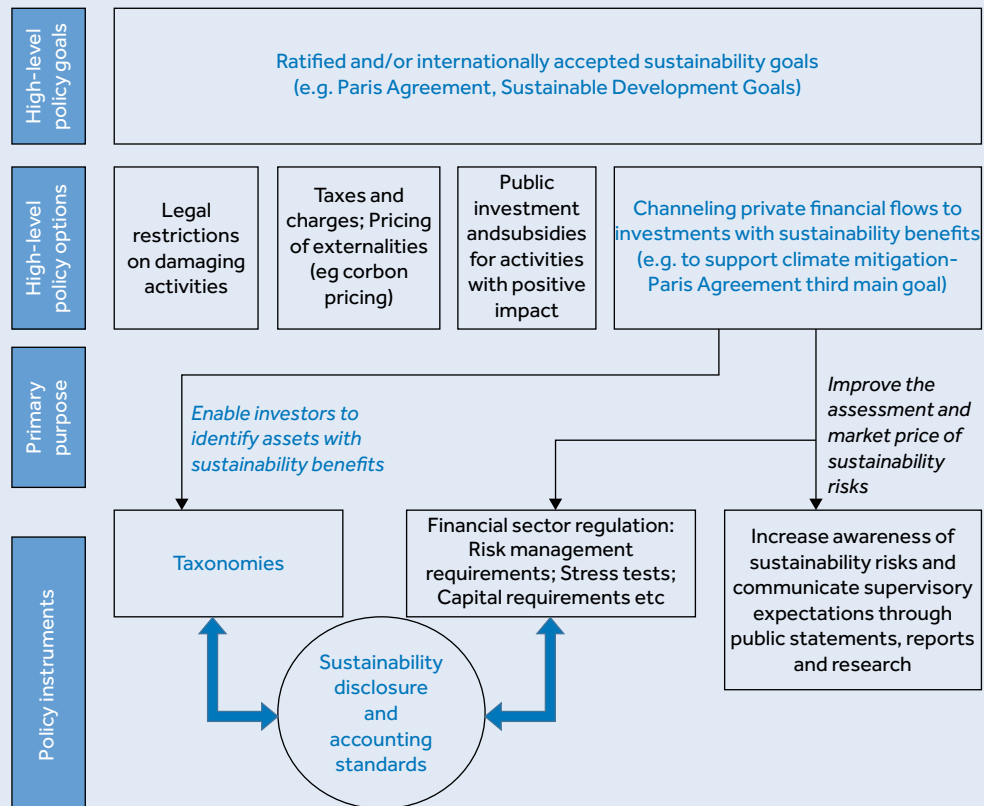 High-level
policy goals
Ratified and/or internationally accepted sustainability goals
(e.g. Paris Agreement, Sustainable Development Goals)
High-level
policy options
Legal
restrictions
on damaging
activities
Taxes and
charges; Pricing
of externalities
(eg corbon
pricing)
Public
investment
andsubsidies
for activities
with positive
impact
Channeling private financial flows to
investments with sustainability benefits
(e.g. to support climate mitigation-
Paris Agreement third main goal)
Primary
purpose
Enable investors to
identify assets with
sustainability benefits
Improve the
assessment and
market price of
sustainability
risks
Policy instruments
Taxonomies
Financial sector regulation:
Risk management
requirements; Stress tests;
Capital requirements etc
Increase awareness of
sustainability risks and
communicate supervisory
expectations through
public statements, reports
and research
Sustainability
disclosure
and
accounting
standards